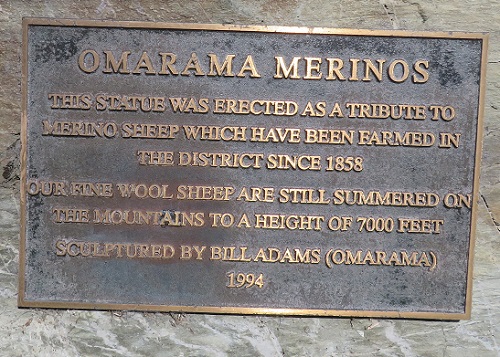 OMARAMA MERINOS
THIS STATUE WAS ERECTED AS A TRIBUTE TO
MERINO SHEEP WHICH HAVE BEEN FARMED IN
THE DISTRICT SINCE 1858
OUR FINE WOOL SHEEP ARE STILL SUMMERED ON
THE MOUNTAINS TO A HEIGHT OF 7000 FEET
SCULPTURED BY BILL ADAMS (OMARAMA)
1994